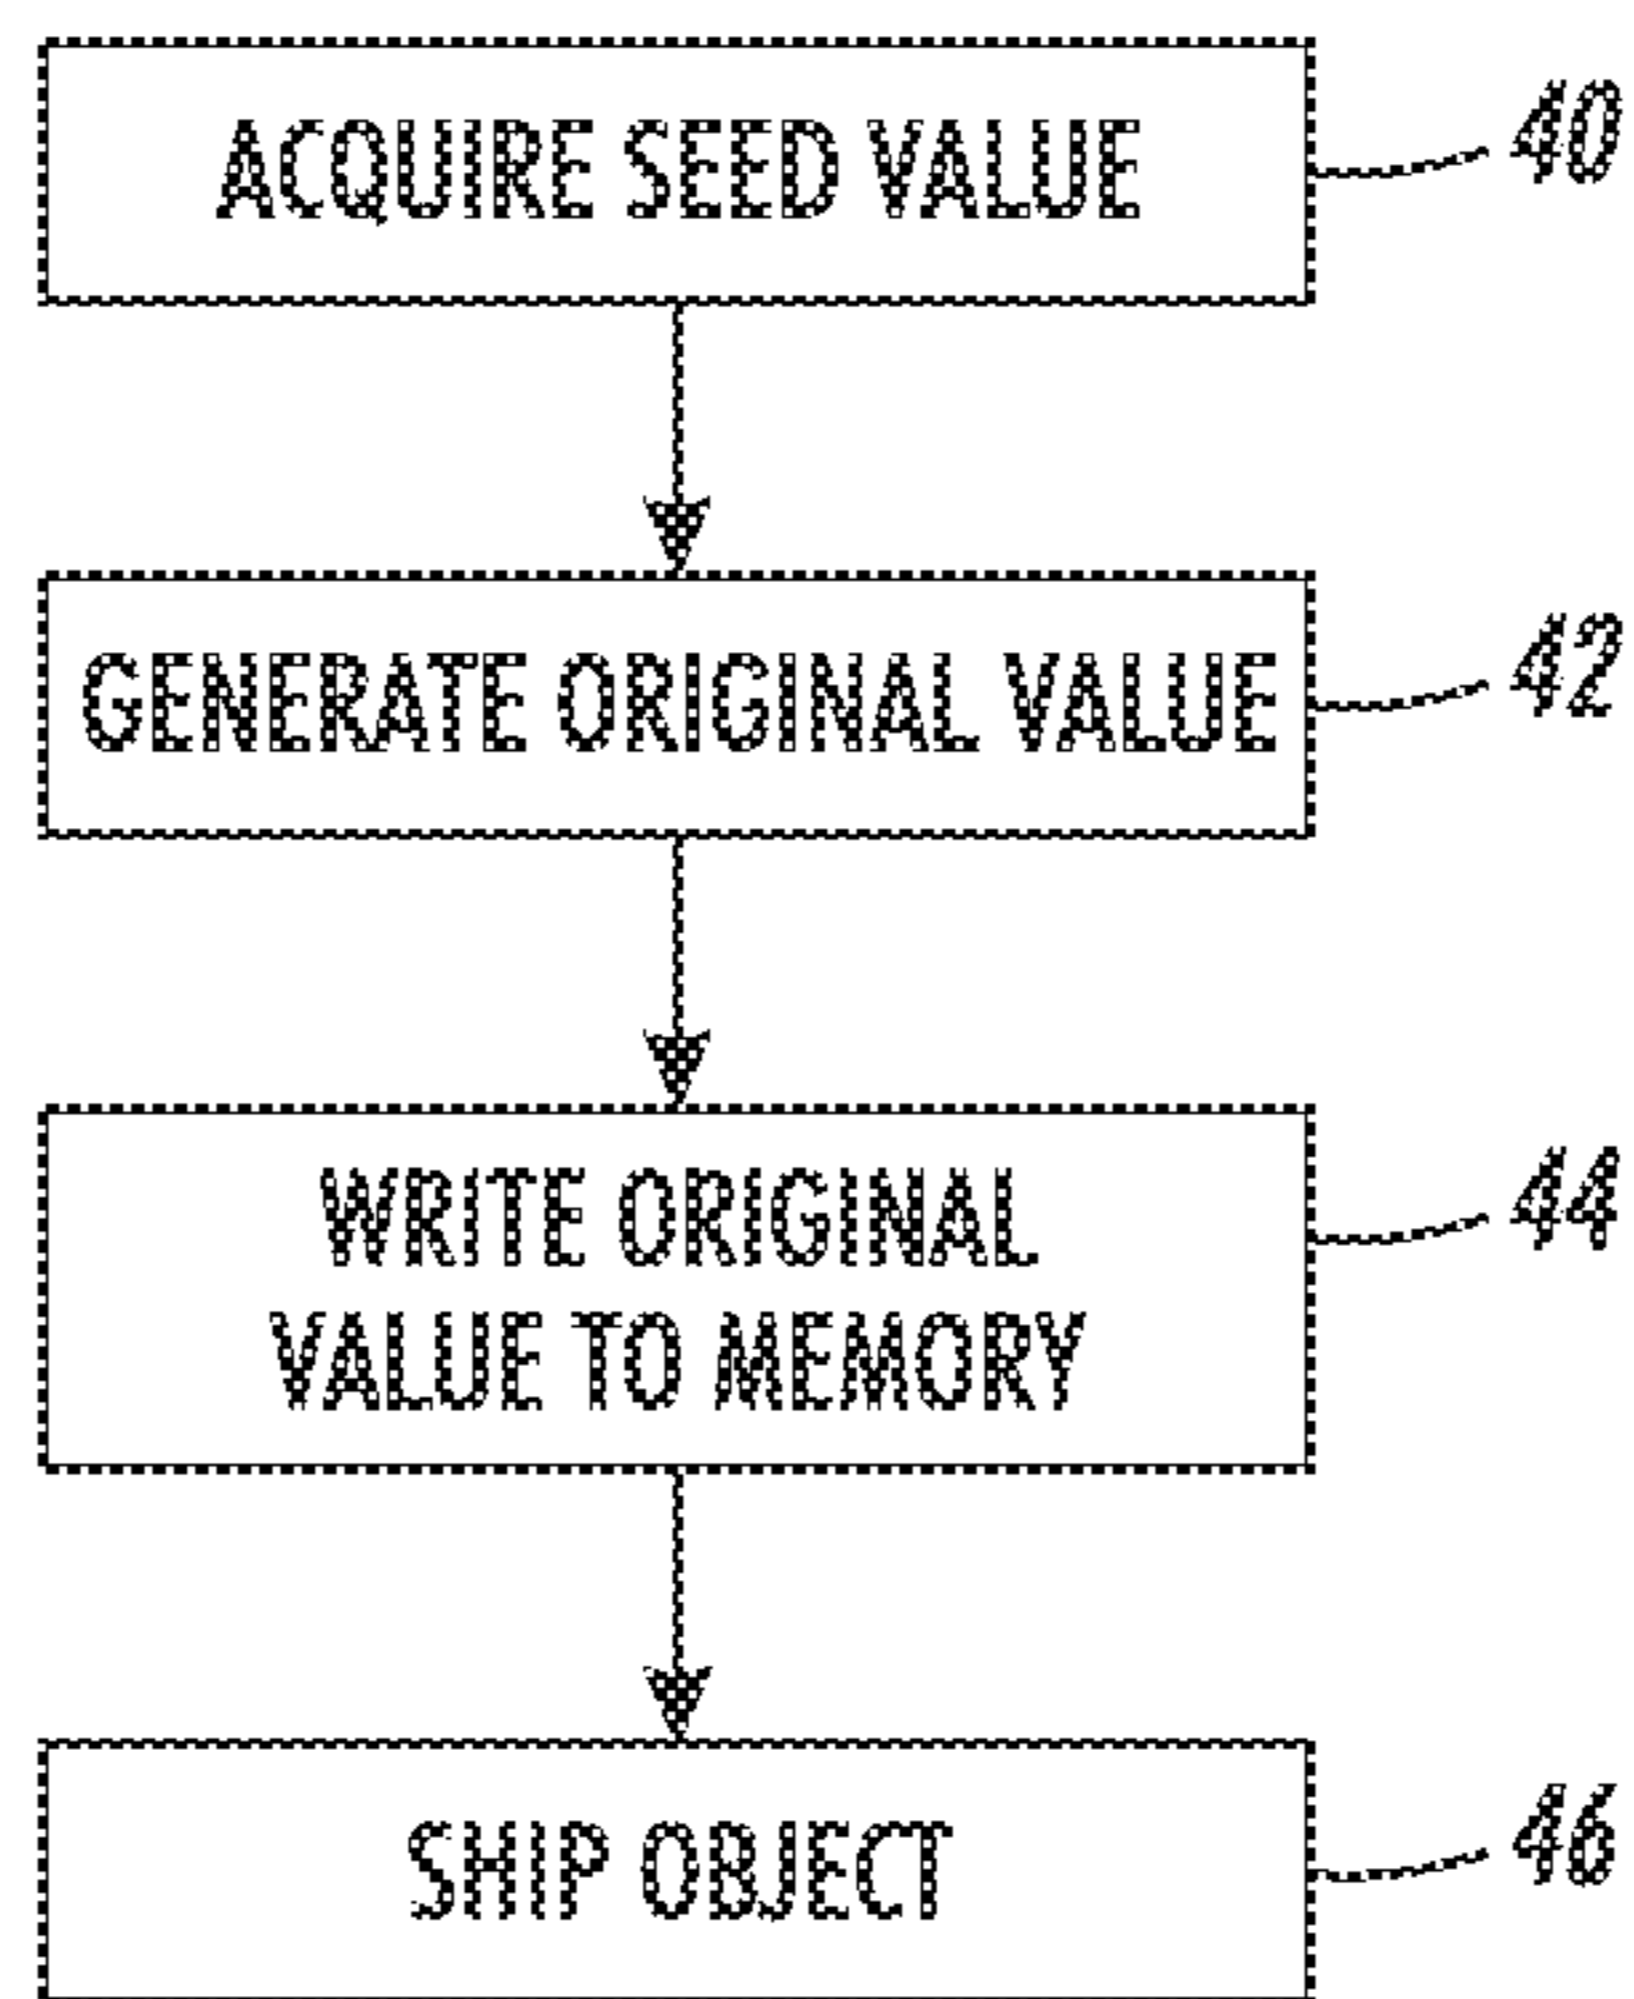 ACQUIRE SEED VALUE
40
GENERATE ORIGINAL VALUE
42
WRITE ORIGINAL
VALUE TO MEMORY
44
SHIP OBJECT
46